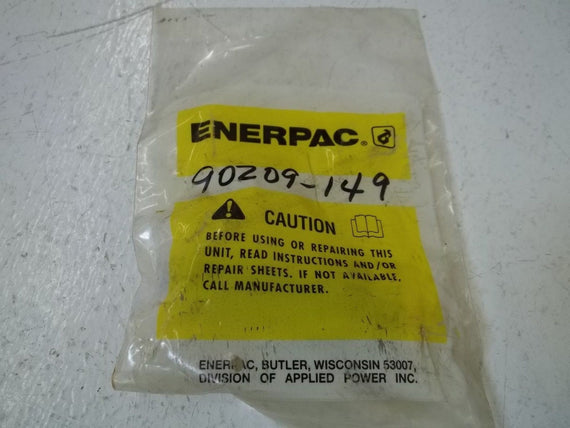 ENERPAC®
90209-149
CAUTION
BEFORE USING OR REPAIRING THIS
UNIT, READ INSTRUCTIONS AND/OR
REPAIR SHEETS. IF NOT AVAILABLE,
CALL MANUFACTURER.
ENERPAC, BUTLER, WISCONSIN 53007,
DIVISION OF APPLIED POWER INC.